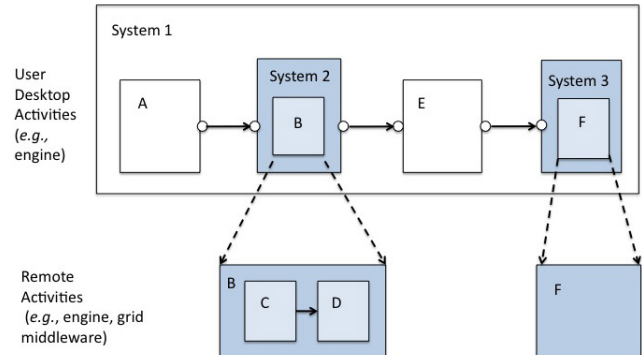 System 1
User
Desktop
Activities
(e.g.,
engine)
A
System 2
B
E
System 3
F
Remote
Activities
(e.g., engine, grid
middleware)
B
C
D
F